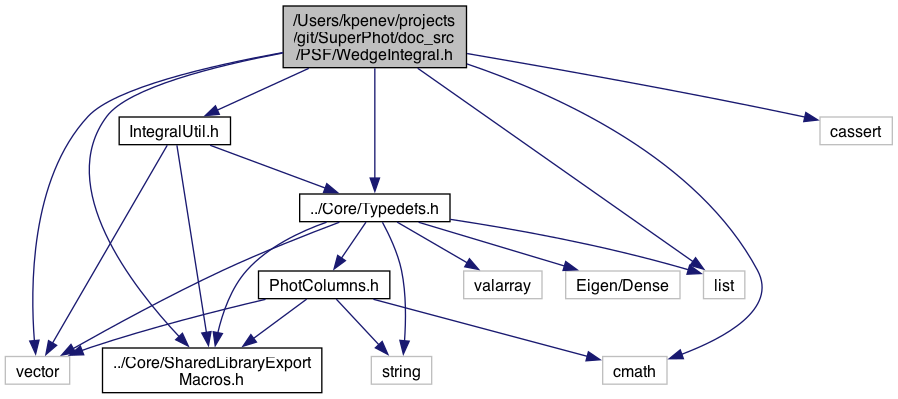 /Users/kpenev/projects
/git/SuperPhot/doc_src
/PSF/WedgeIntegral.h
IntegralUtil.h
cassert
../Core/Typedefs.h
PhotColumns.h
valarray
Eigen/Dense
list
vector
../Core/SharedLibraryExport
Macros.h
string
cmath